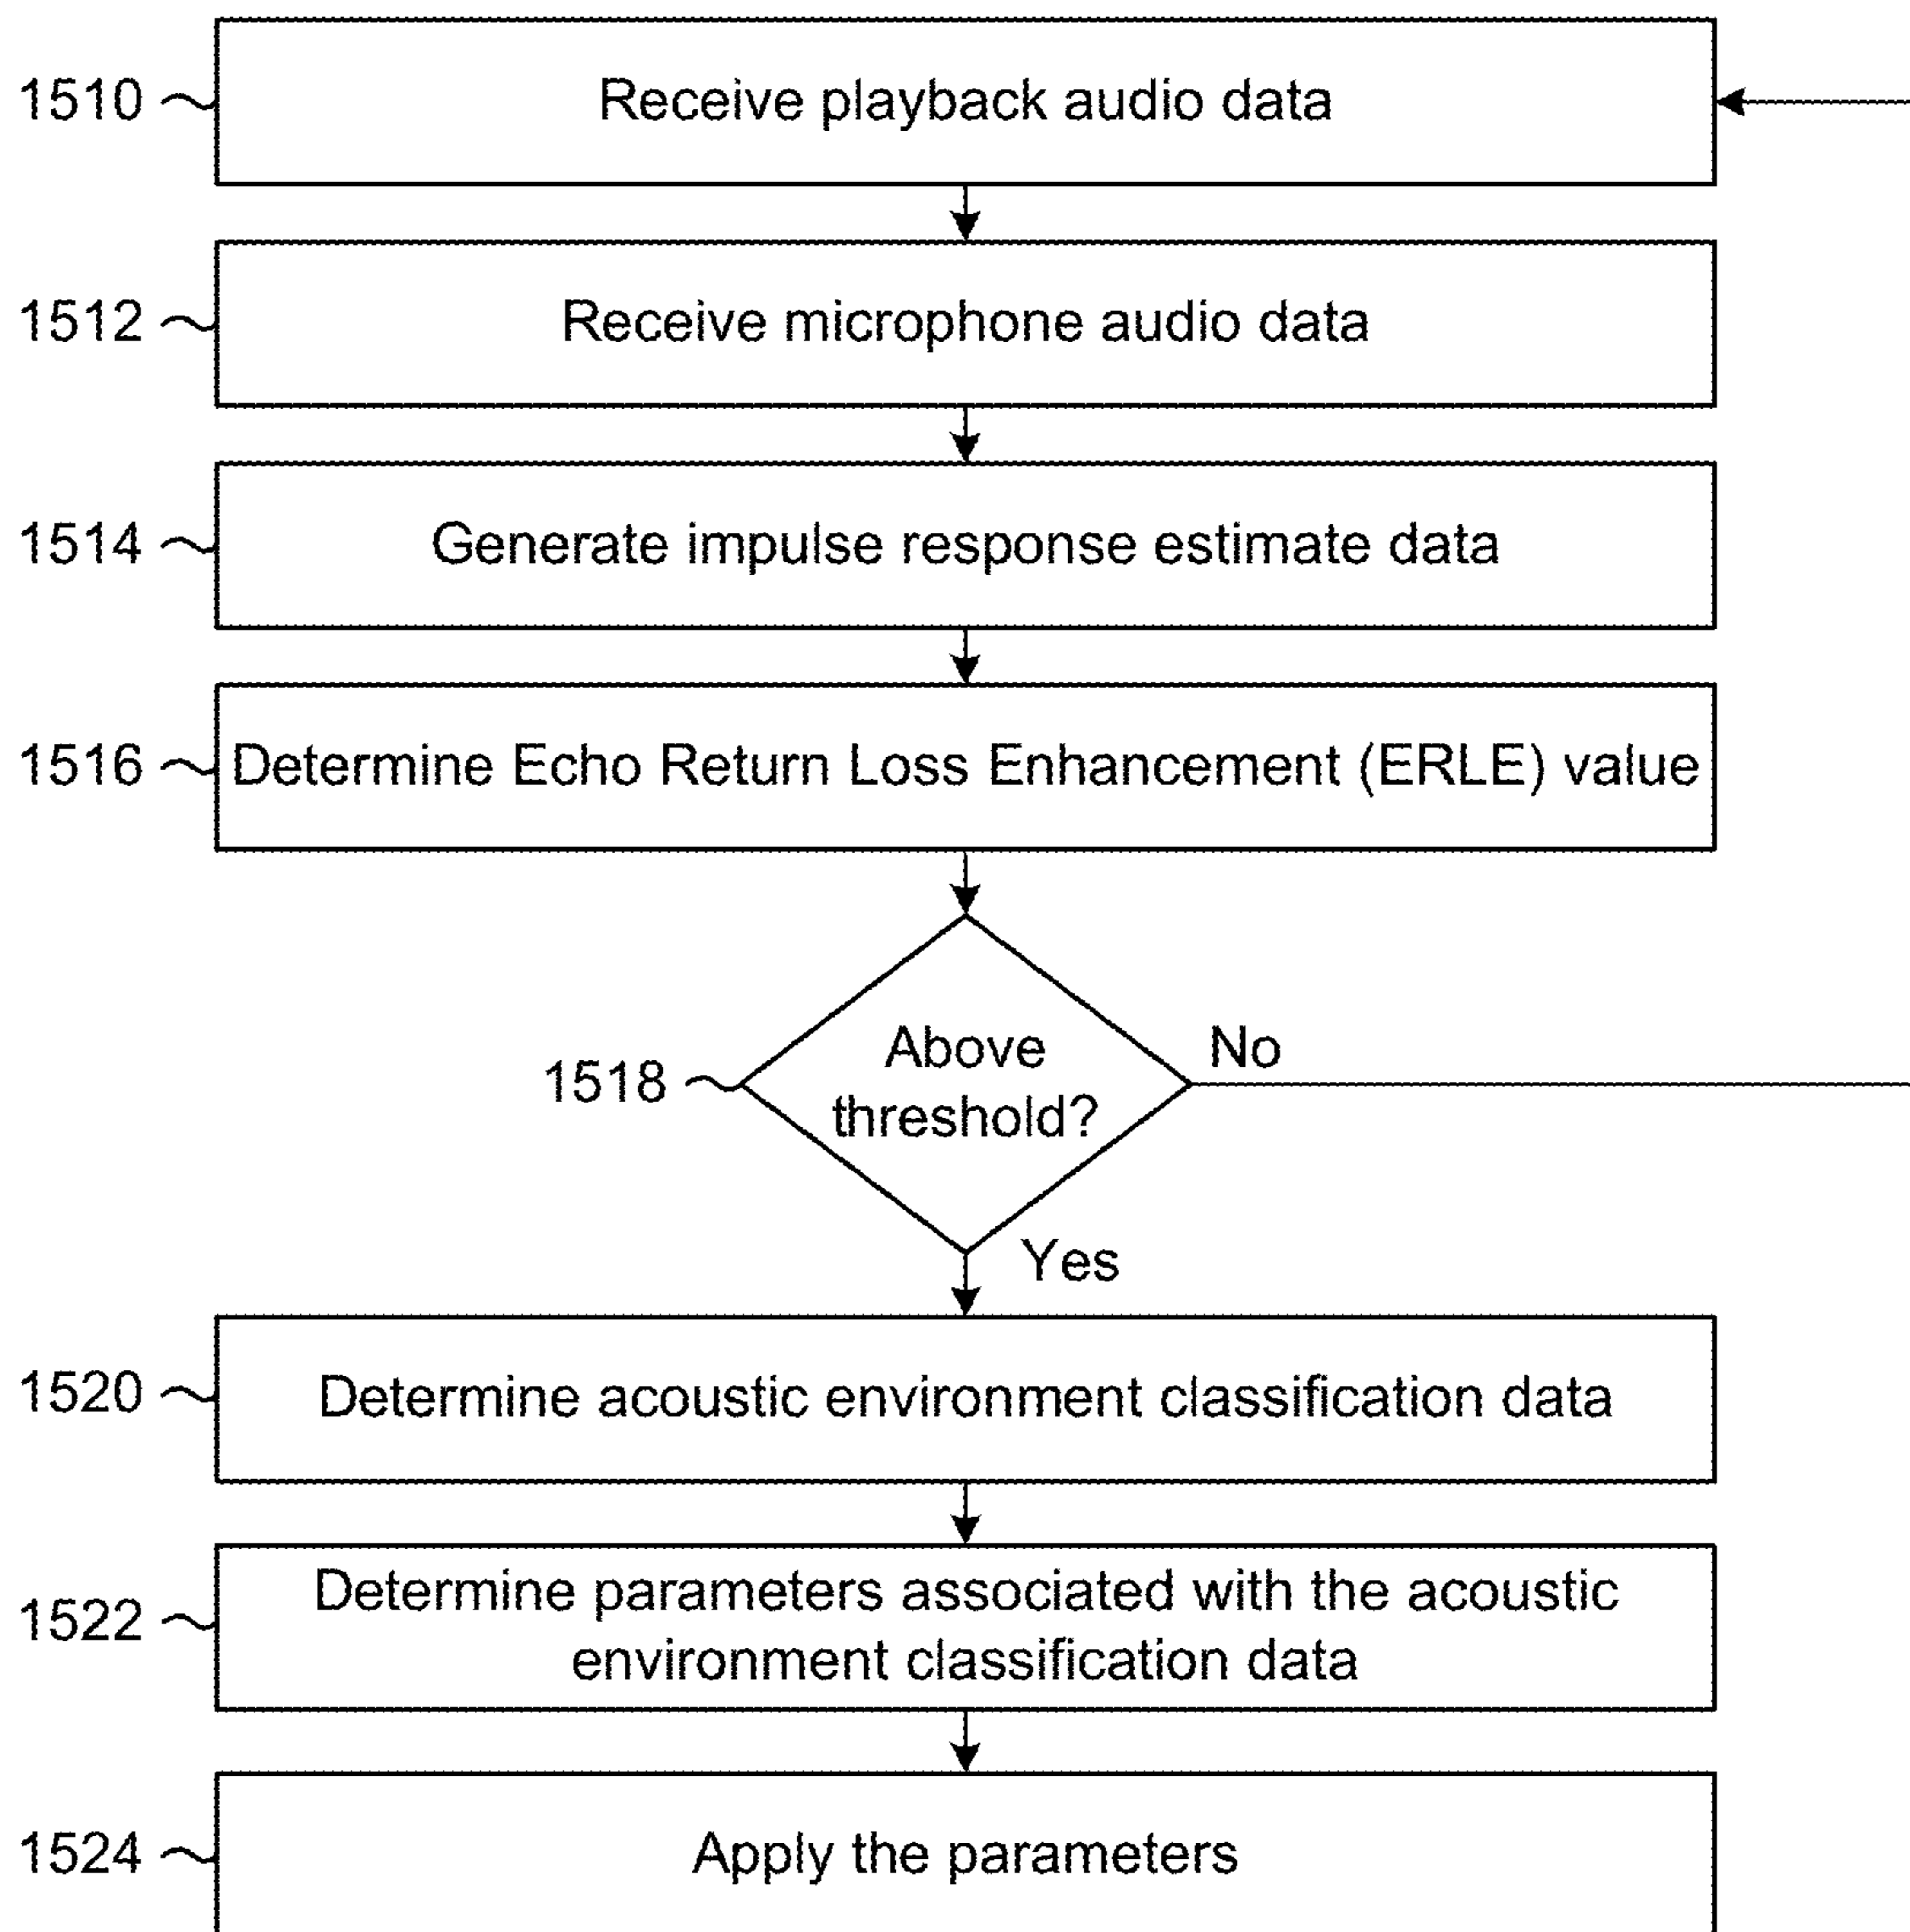 1510
Receive playback audio data
1512
Receive microphone audio data
1514
Generate impulse response estimate data
1516
Determine Echo Return Loss Enhancement (ERLE) value
1518
Above
threshold?
No
Yes
1520
Determine acoustic environment classification data
1522
Determine parameters associated with the acoustic
environment classification data
1524
Apply the parameters